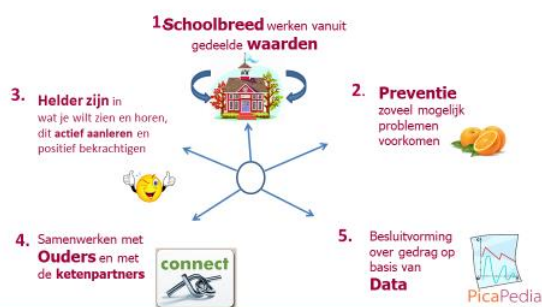 1.Schoolbreed werken vanuit
gedeelde waarden
2. Preventie
zoveel mogelijk
problemen
voorkomen
3. Helder zijn in
wat je wilt zien en horen,
dit actief aanleren en
positief bekrachtigen
4. Samenwerken met
Ouders en met
de ketenpartners
connect
5. Besluitvorming
over gedrag op
basis van
Data
PicaPedia